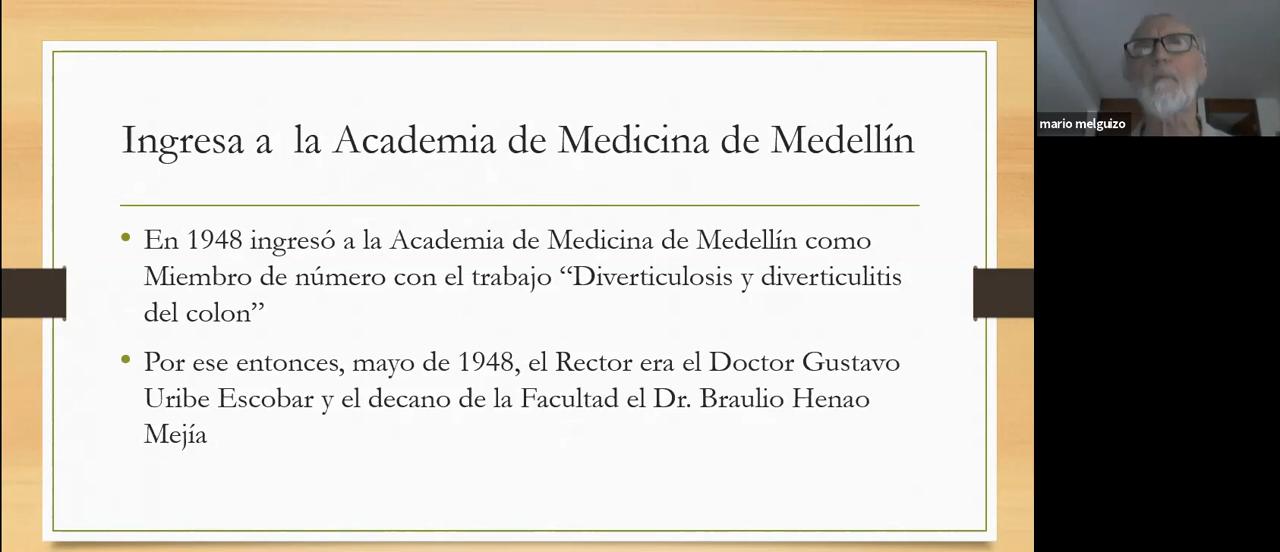 Ingresa a  la Academia de Medicina de Medellín
• En 1948 ingresó a la Academia de Medicina de Medellín como
Miembro de número con el trabajo “Diverticulosis y diverticulitis
del colon”
• Por ese entonces, mayo de 1948, el Rector era el Doctor Gustavo
Uribe Escobar y el decano de la Facultad el Dr. Braulio Henao
Mejía
mario melguizo